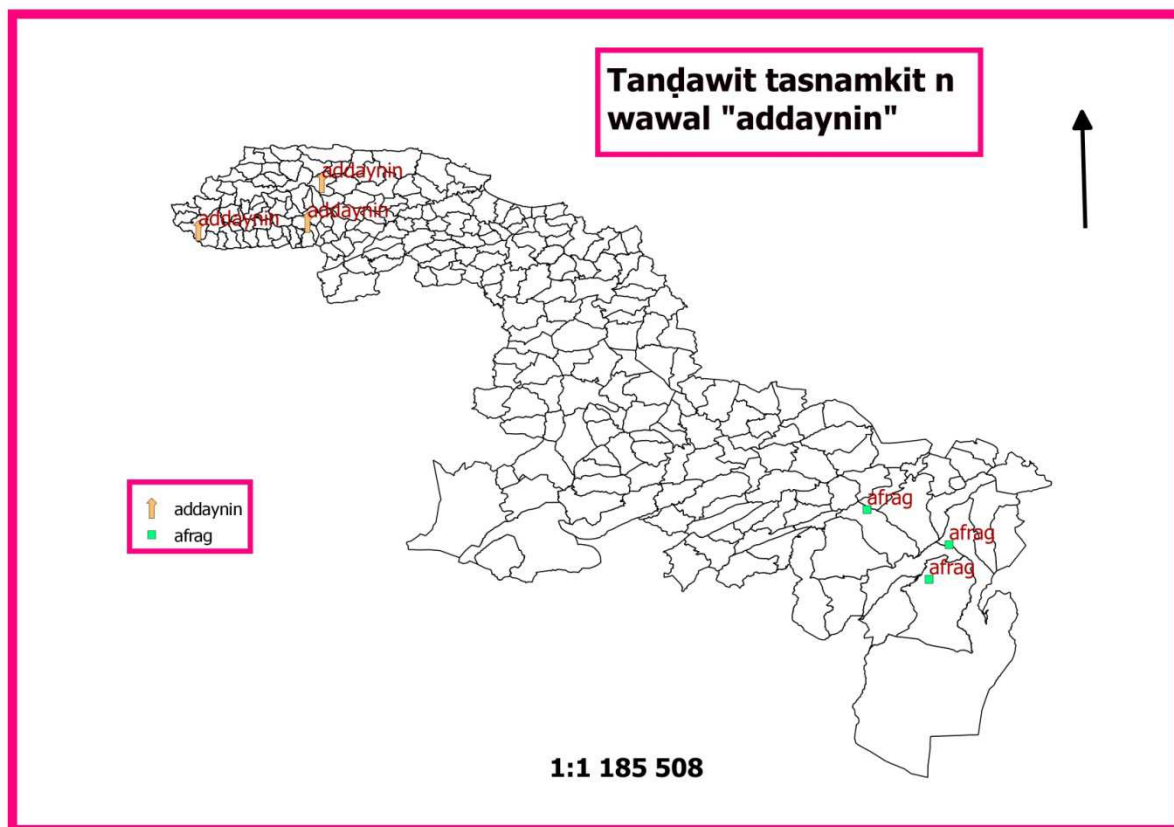 Tanḍawit tasnamkit n
wawal "addaynin"
addaynin
addaynin
addaynin
addaynin
afrag
afrag
afrag
afrag
1:1 185 508